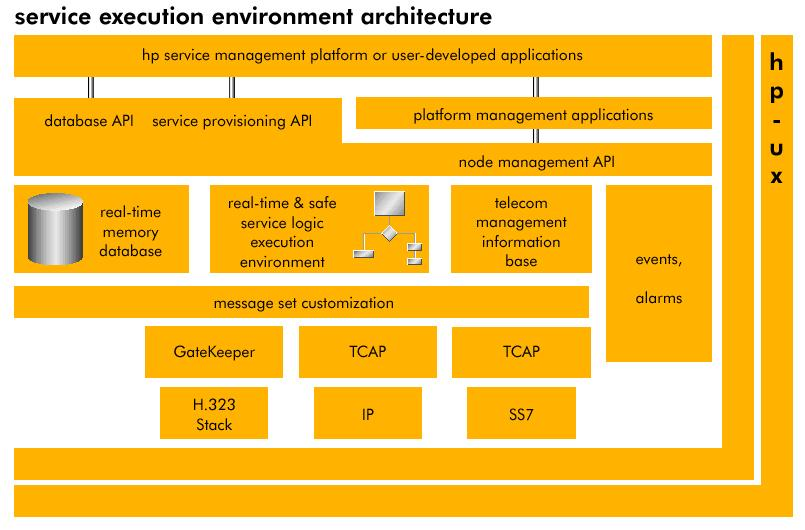 service execution environment architecture
hp service management platform or user-developed applications
database API service provisioning API
platform management applications
node management API
real-time
memory
database
real-time & safe
service logic
execution
environment
telecom
management
information
base
events,
alarms
message set customization
GateKeeper
TCAP
TCAP
H.323
Stack
IP
SS7
h
p
-
u
x